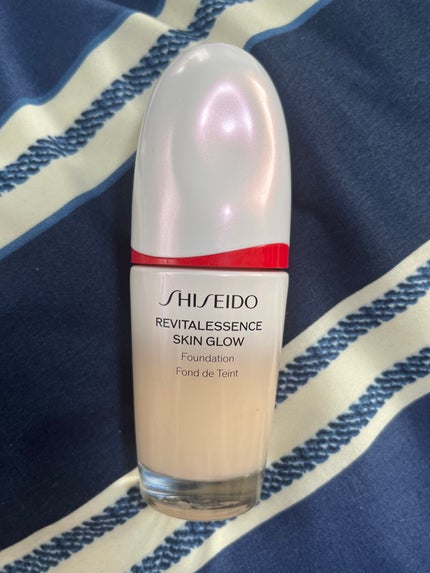 SHISEIDO
REVITALESSENCE
SKIN GLOW
Foundation
Fond de Teint